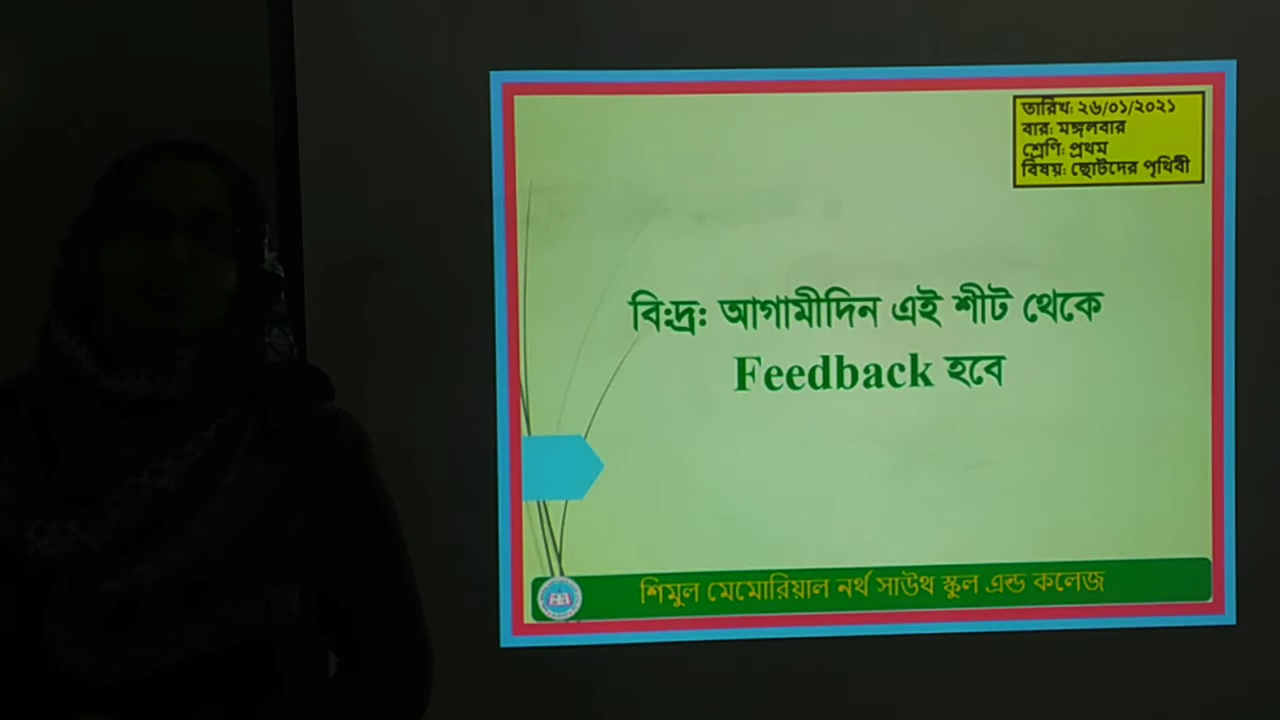 তারিখ: ২৬/০১/২০২১
বার: মঙ্গলবার
শ্রেণি: প্রথম
বিষয়: ছোটদের পৃথিবী
বি:দ্র: আগামীদিন এই শীট থেকে
Feedback হবে
শিমুল মেমোরিয়াল নর্থ সাউথ স্কুল এন্ড কলেজ